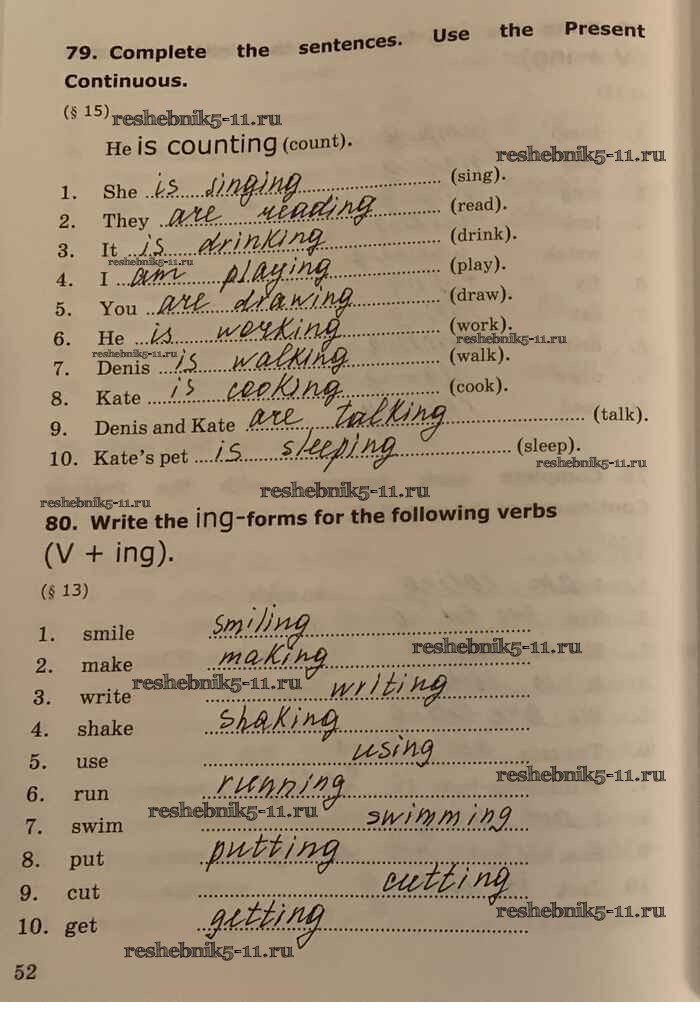 79. Complete the sentences. Use the Present
Continuous.
(§ 15) reshebnik5-11.ru
He is counting (count).
reshebnik5-11.ru
1. She is singing (sing).
2. They are reading (read).
3. It is drinking (drink).
reshebnik5-11.ru
4. I am playing (play).
5. You are drawing (draw).
6. He is working (work).
reshebnik5-11.ru
reshebnik5-11.ru
7. Denis is walking (walk).
8. Kate is cooking (cook).
9. Denis and Kate are talking (talk).
10. Kate's pet is sleeping (sleep).
reshebnik5-11.ru
reshebnik5-11.ru
reshebnik5-11.ru
80. Write the ing-forms for the following verbs
(V + ing).
(§ 13)
1. smile smiling
reshebnik5-11.ru
2. make making
reshebnik5-11.ru
3. write writing
4. shake shaking
5. use using
reshebnik5-11.ru
6. run running
reshebnik5-11.ru
7. swim swimming
8. put putting
9. cut cutting
reshebnik5-11.ru
10. get getting
reshebnik5-11.ru
52